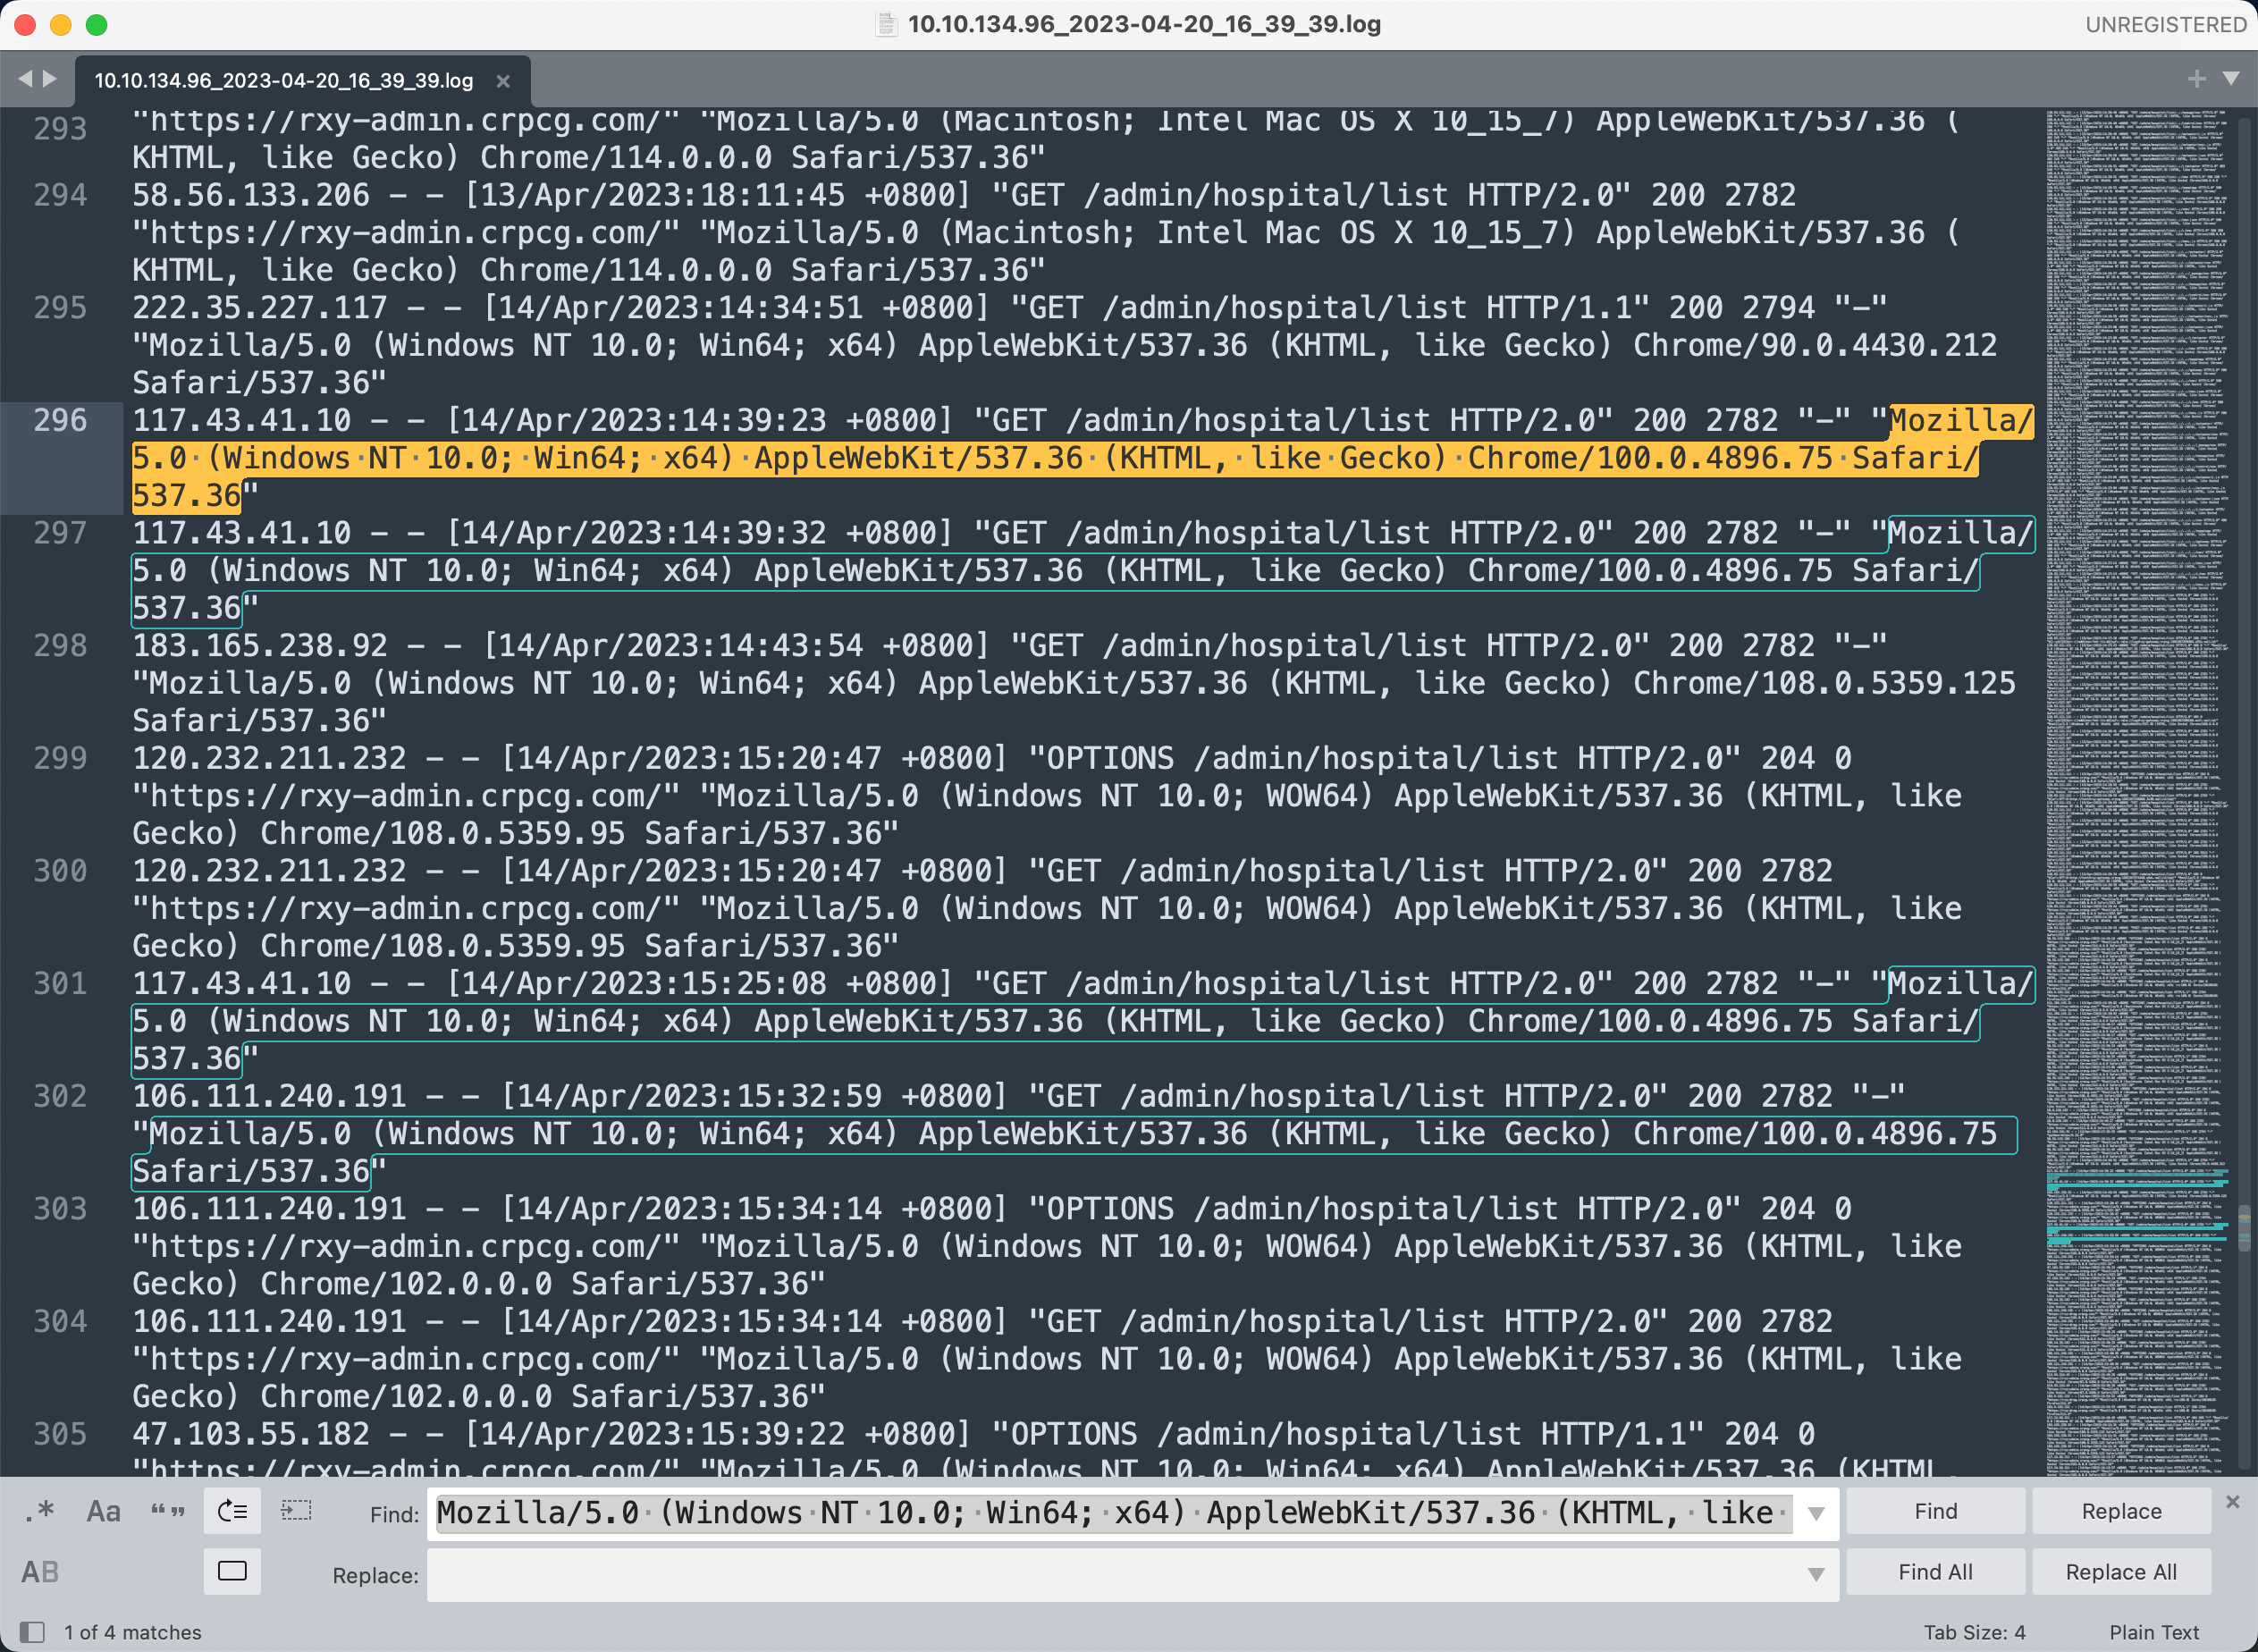 10.10.134.96_2023-04-20_16_39_39.log
UNREGISTERED
10.10.134.96_2023-04-20_16_39_39.log
293 "https://rxy-admin.crpcg.com/" "Mozilla/5.0 (Macintosh; Intel Mac OS X 10_15_7) AppleWebKit/537.36 (
KHTML, like Gecko) Chrome/114.0.0.0 Safari/537.36"
294 58.56.133.206 - - [13/Apr/2023:18:11:45 +0800] "GET /admin/hospital/list HTTP/2.0" 200 2782
"https://rxy-admin.crpcg.com/" "Mozilla/5.0 (Macintosh; Intel Mac OS X 10_15_7) AppleWebKit/537.36 (
KHTML, like Gecko) Chrome/114.0.0.0 Safari/537.36"
295 222.35.227.117 - - [14/Apr/2023:14:34:51 +0800] "GET /admin/hospital/list HTTP/1.1" 200 2794 "-"
"Mozilla/5.0 (Windows NT 10.0; Win64; x64) AppleWebKit/537.36 (KHTML, like Gecko) Chrome/90.0.4430.212
Safari/537.36"
296 117.43.41.10 - - [14/Apr/2023:14:39:23 +0800] "GET /admin/hospital/list HTTP/2.0" 200 2782 "-" "Mozilla/
5.0 (Windows NT 10.0; Win64; x64) AppleWebKit/537.36 (KHTML, like Gecko) Chrome/100.0.4896.75 Safari/
537.36"
297 117.43.41.10 - - [14/Apr/2023:14:39:32 +0800] "GET /admin/hospital/list HTTP/2.0" 200 2782 "-" "Mozilla/
5.0 (Windows NT 10.0; Win64; x64) AppleWebKit/537.36 (KHTML, like Gecko) Chrome/100.0.4896.75 Safari/
537.36"
298 183.165.238.92 - - [14/Apr/2023:14:43:54 +0800] "GET /admin/hospital/list HTTP/2.0" 200 2782 "-"
"Mozilla/5.0 (Windows NT 10.0; Win64; x64) AppleWebKit/537.36 (KHTML, like Gecko) Chrome/108.0.5359.125
Safari/537.36"
299 120.232.211.232 - - [14/Apr/2023:15:20:47 +0800] "OPTIONS /admin/hospital/list HTTP/2.0" 204 0
"https://rxy-admin.crpcg.com/" "Mozilla/5.0 (Windows NT 10.0; WOW64) AppleWebKit/537.36 (KHTML, like
Gecko) Chrome/108.0.5359.95 Safari/537.36"
300 120.232.211.232 - - [14/Apr/2023:15:20:47 +0800] "GET /admin/hospital/list HTTP/2.0" 200 2782
"https://rxy-admin.crpcg.com/" "Mozilla/5.0 (Windows NT 10.0; WOW64) AppleWebKit/537.36 (KHTML, like
Gecko) Chrome/108.0.5359.95 Safari/537.36"
301 117.43.41.10 - - [14/Apr/2023:15:25:08 +0800] "GET /admin/hospital/list HTTP/2.0" 200 2782 "-" "Mozilla/
5.0 (Windows NT 10.0; Win64; x64) AppleWebKit/537.36 (KHTML, like Gecko) Chrome/100.0.4896.75 Safari/
537.36"
302 106.111.240.191 - - [14/Apr/2023:15:32:59 +0800] "GET /admin/hospital/list HTTP/2.0" 200 2782 "-"
"Mozilla/5.0 (Windows NT 10.0; Win64; x64) AppleWebKit/537.36 (KHTML, like Gecko) Chrome/100.0.4896.75
Safari/537.36"
303 106.111.240.191 - - [14/Apr/2023:15:34:14 +0800] "OPTIONS /admin/hospital/list HTTP/2.0" 204 0
"https://rxy-admin.crpcg.com/" "Mozilla/5.0 (Windows NT 10.0; WOW64) AppleWebKit/537.36 (KHTML, like
Gecko) Chrome/102.0.0.0 Safari/537.36"
304 106.111.240.191 - - [14/Apr/2023:15:34:14 +0800] "GET /admin/hospital/list HTTP/2.0" 200 2782
"https://rxy-admin.crpcg.com/" "Mozilla/5.0 (Windows NT 10.0; WOW64) AppleWebKit/537.36 (KHTML, like
Gecko) Chrome/102.0.0.0 Safari/537.36"
305 47.103.55.182 - - [14/Apr/2023:15:39:22 +0800] "OPTIONS /admin/hospital/list HTTP/1.1" 204 0
"https://rxy-admin.crpcg.com/" "Mozilla/5.0 (Windows NT 10.0; Win64; x64) AppleWebKit/537.36 (KHTML,
.* Aa “” Find: Mozilla/5.0 (Windows NT 10.0; Win64; x64) AppleWebKit/537.36 (KHTML, like Find Replace
AB Replace: Find All Replace All
1 of 4 matches Tab Size: 4 Plain Text